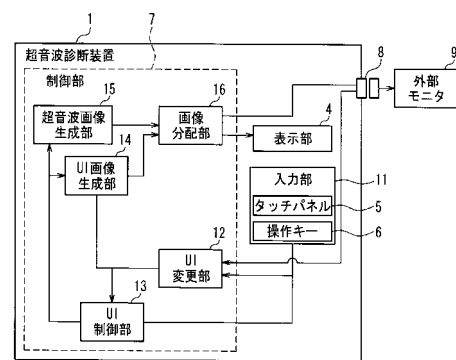 1
超音波診断装置
7
制御部
15
超音波画像
生成部
14
UI画像
生成部
16
画像
分配部
4
表示部
8
9
外部
モニタ
入力部
11
タッチパネル
5
操作キー
6
12
UI
変更部
13
UI
制御部